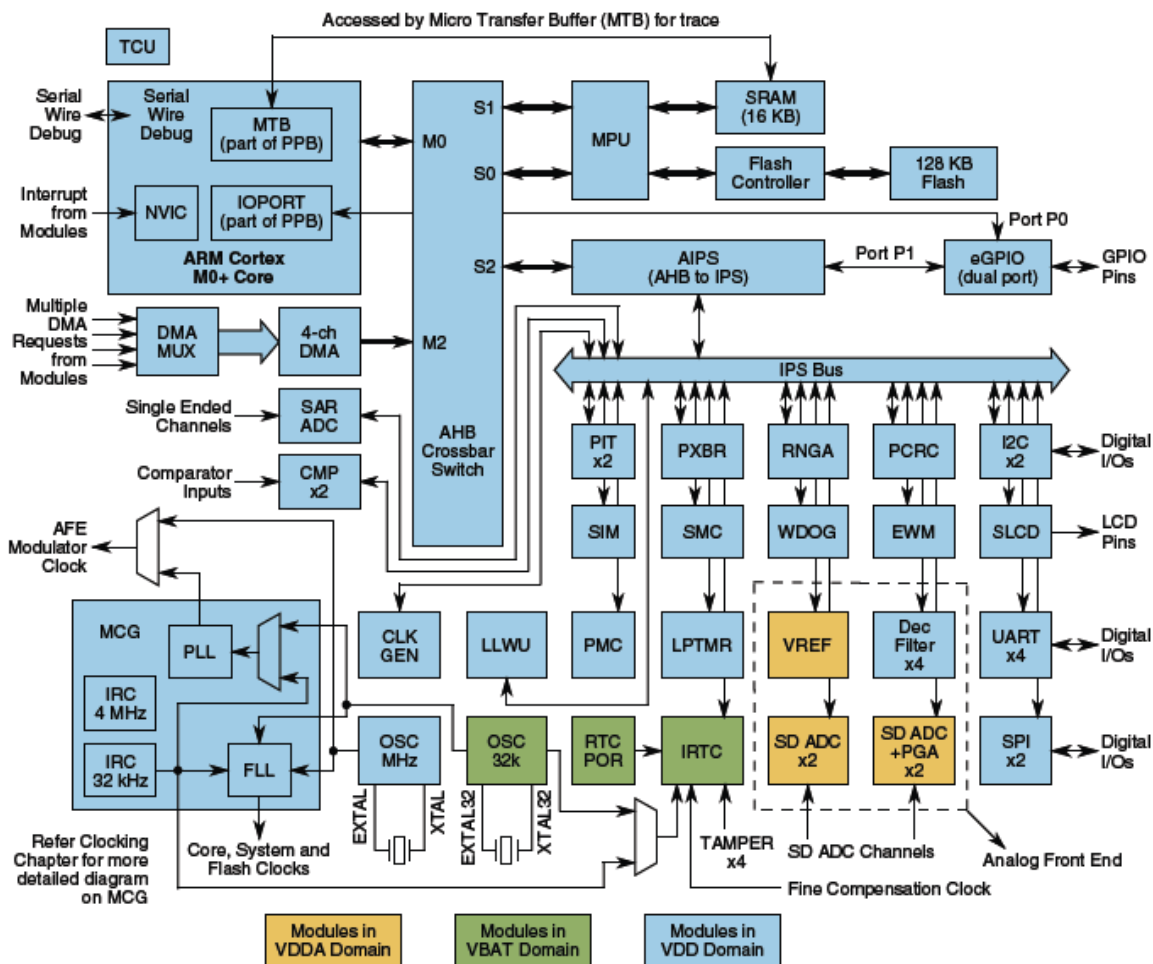 Accessed by Micro Transfer Buffer (MTB) for trace
TCU
Serial
Wire
Debug
Serial
Wire
Debug
MTB
(part of PPB)
M0
S1
MPU
SRAM
(16 KB)
S0
Flash
Controller
128 KB
Flash
Interrupt
from
Modules
NVIC
IOPORT
(part of PPB)
ARM Cortex
M0+ Core
Port P0
S2
AIPS
(AHB to IPS)
Port P1
eGPIO
(dual port)
GPIO
Pins
Multiple
DMA
Requests
from
Modules
DMA
MUX
4-ch
DMA
M2
IPS Bus
Single Ended
Channels
SAR
ADC
AHB
Crossbar
Switch
Comparator
Inputs
CMP
x2
PIT
x2
PXBR
RNGA
PCRC
I2C
x2
Digital
I/Os
AFE
Modulator
Clock
SIM
SMC
WDOG
EWM
SLCD
LCD
Pins
MCG
PLL
IRC
4 MHz
IRC
32 kHz
FLL
CLK
GEN
LLWU
PMC
LPTMR
VREF
Dec
Filter
x4
UART
x4
Digital
I/Os
OSC
MHz
OSC
32k
RTC
POR
IRTC
SD ADC
x2
SD ADC
+PGA
x2
SPI
x2
Digital
I/Os
EXTAL
XTAL
EXTAL32
XTAL32
Refer Clocking
Chapter for more
detailed diagram
on MCG
Core, System and
Flash Clocks
TAMPER
x4
SD ADC Channels
Analog Front End
Fine Compensation Clock
Modules in
VDDA Domain
Modules in
VBAT Domain
Modules in
VDD Domain